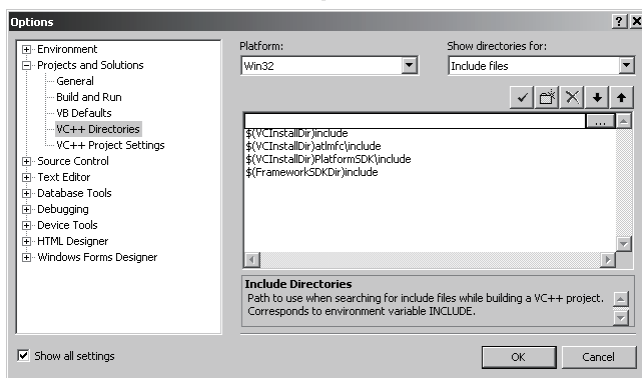 Options
Environment
Projects and Solutions
General
Build and Run
VB Defaults
VC++ Directories
VC++ Project Settings
Source Control
Text Editor
Database Tools
Debugging
Device Tools
HTML Designer
Windows Forms Designer
Show all settings
Platform:
Win32
Show directories for:
Include files
...
$(VCInstallDir)include
$(VCInstallDir)atlmfc\include
$(VCInstallDir)PlatformSDK\include
$(FrameworkSDKDir)include
Include Directories
Path to use when searching for include files while building a VC++ project.
Corresponds to environment variable INCLUDE.
OK
Cancel